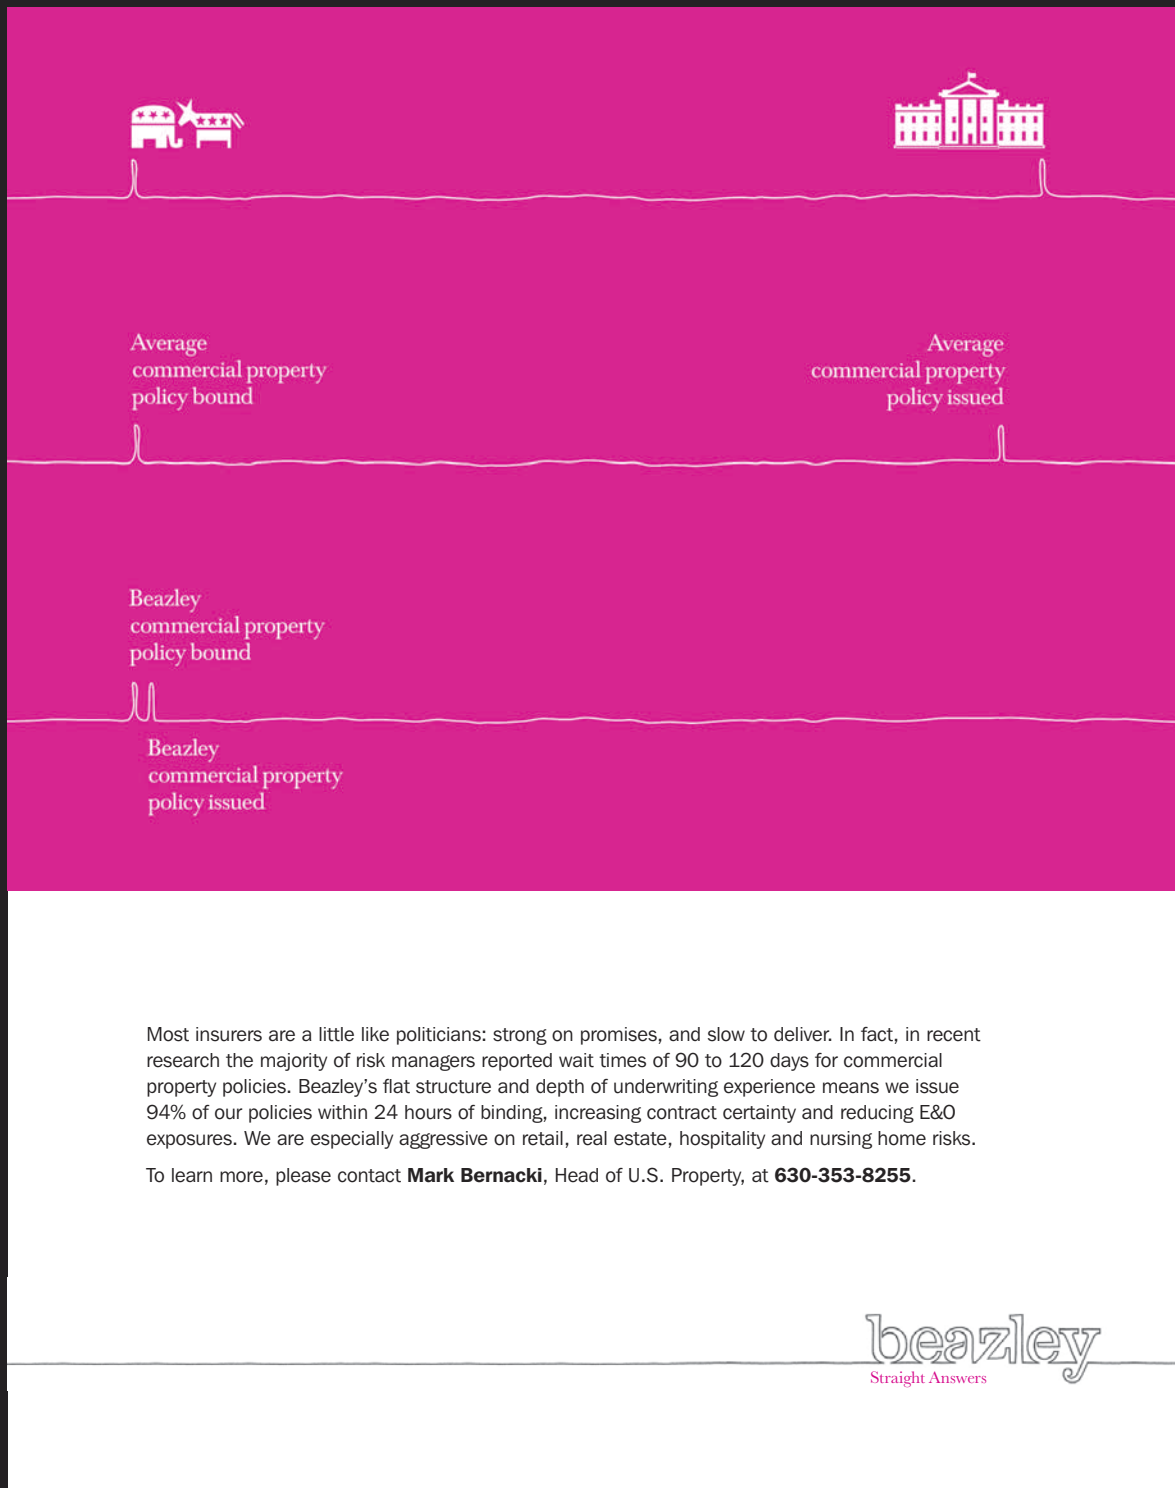 Average
commercial property
policy bound
Average
commercial property
policy issued
Beazley
commercial property
policy bound
Beazley
commercial property
policy issued
Most insurers are a little like politicians: strong on promises, and slow to deliver. In fact, in recent
research the majority of risk managers reported wait times of 90 to 120 days for commercial
property policies. Beazley’s flat structure and depth of underwriting experience means we issue
94% of our policies within 24 hours of binding, increasing contract certainty and reducing E&O
exposures. We are especially aggressive on retail, real estate, hospitality and nursing home risks.
To learn more, please contact Mark Bernacki, Head of U.S. Property, at 630-353-8255.
beazley
Straight Answers